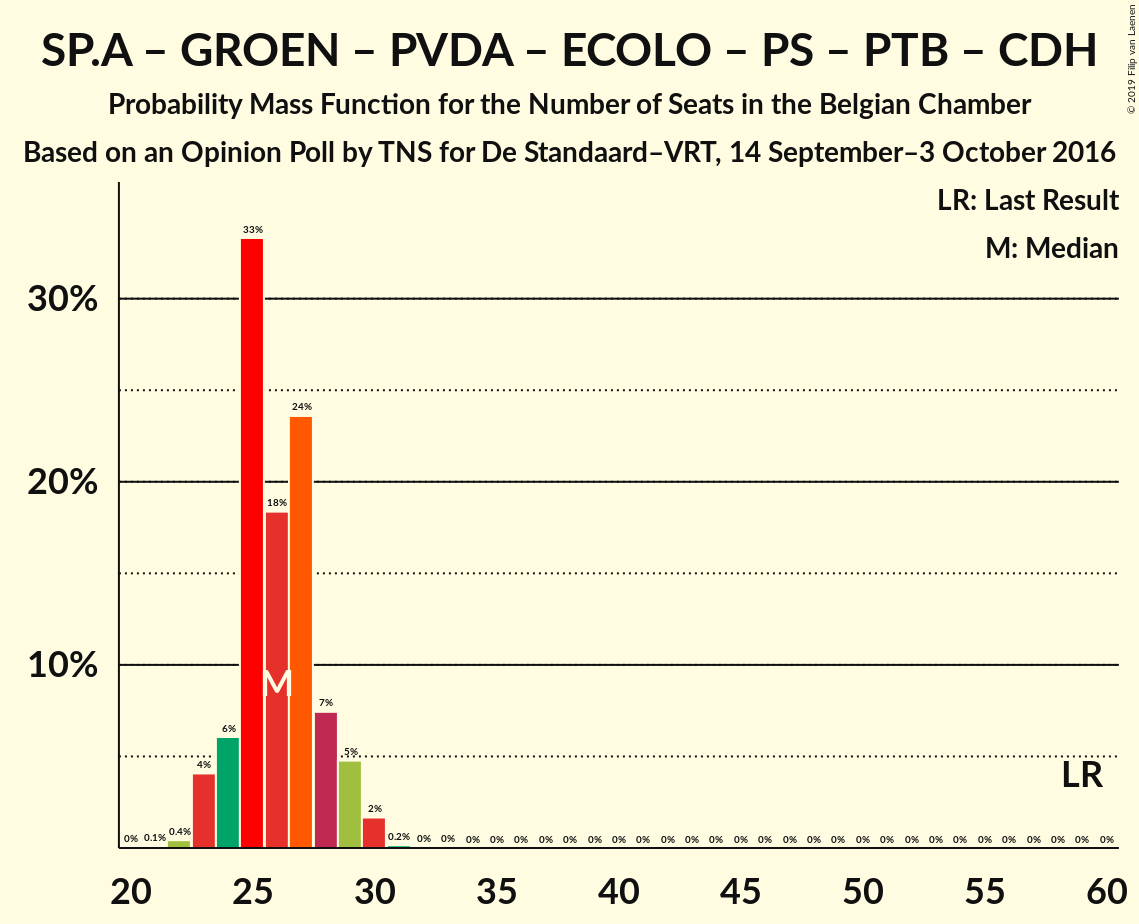 SP.A – GROEN – PVDA – ECOLO – PS – PTB – CDH
Probability Mass Function for the Number of Seats in the Belgian Chamber
Based on an Opinion Poll by TNS for De Standaard–VRT, 14 September–3 October 2016
© 2019 Filip van Laenen
LR: Last Result
M: Median
30%
20%
10%
33%
24%
18%
M
7%
6%
5%
4%
2%
LR
0% 0.1% 0.4% 0.2% 0% 0% 0% 0% 0% 0% 0% 0% 0% 0% 0% 0% 0% 0% 0% 0% 0% 0% 0% 0% 0% 0% 0% 0% 0% 0% 0% 0% 0%
20 25 30 35 40 45 50 55 60